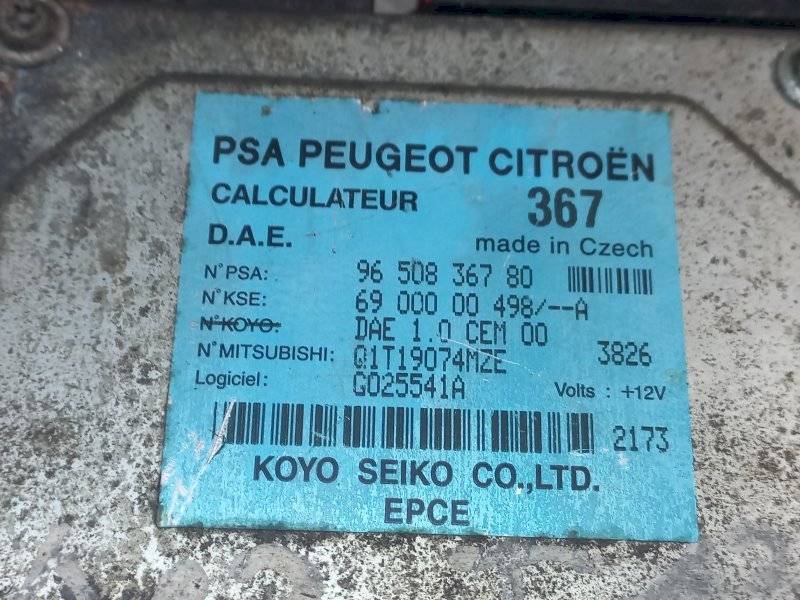 PSA PEUGEOT CITROËN
CALCULATEUR 367
D.A.E. made in Czech
N°PSA: 96 508 367 80
N°KSE: 69 000 00 498/--A
N°KOYO: DAE 1.0 CEM 00
N°MITSUBISHI: Q1T19074MZE 3826
Logiciel: G025541A Volts : +12V
2173
KOYO SEIKO CO.,LTD.
EPCE